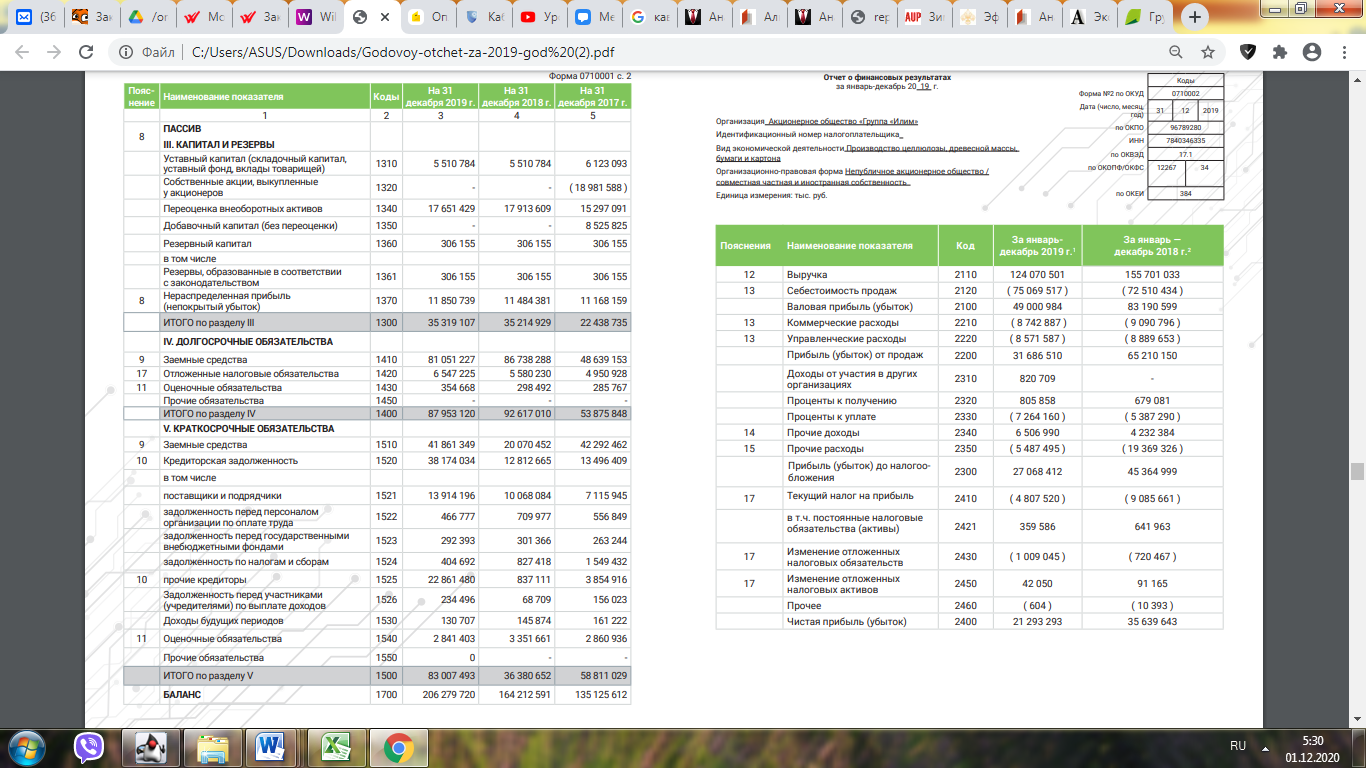 (36
Зак
/or
Мо
Зак
Wil
Оп
Каб
Ур
Ме
кав
Ан
Али
Ан
rep
Зи
Эф
Ан
Эко
Гру
Файл | C:/Users/ASUS/Downloads/Godovoy-otchet-za-2019-god%20(2).pdf
Форма 0710001 с. 2
Пояс-нение Наименование показателя Коды На 31 декабря 2019 г. На 31 декабря 2018 г. На 31 декабря 2017 г.
1 2 3 4 5
8 ПАССИВ
III. КАПИТАЛ И РЕЗЕРВЫ
Уставный капитал (складочный капитал,
уставный фонд, вклады товарищей) 1310 5 510 784 5 510 784 6 123 093
Собственные акции, выкупленные
у акционеров 1320 - - ( 18 981 588 )
Переоценка внеоборотных активов 1340 17 651 429 17 913 609 15 297 091
Добавочный капитал (без переоценки) 1350 - - 8 525 825
Резервный капитал 1360 306 155 306 155 306 155
в том числе
Резервы, образованные в соответствии
с законодательством 1361 306 155 306 155 306 155
8 Нераспределенная прибыль
(непокрытый убыток) 1370 11 850 739 11 484 381 11 168 159
ИТОГО по разделу III 1300 35 319 107 35 214 929 22 438 735
IV. ДОЛГОСРОЧНЫЕ ОБЯЗАТЕЛЬСТВА
9 Заемные средства 1410 81 051 227 86 738 288 48 639 153
17 Отложенные налоговые обязательства 1420 6 547 225 5 580 230 4 950 928
11 Оценочные обязательства 1430 354 668 298 492 285 767
Прочие обязательства 1450 - - -
ИТОГО по разделу IV 1400 87 953 120 92 617 010 53 875 848
V. КРАТКОСРОЧНЫЕ ОБЯЗАТЕЛЬСТВА
9 Заемные средства 1510 41 861 349 20 070 452 42 292 462
10 Кредиторская задолженность 1520 38 174 034 12 812 665 13 496 409
в том числе
поставщики и подрядчики 1521 13 914 196 10 068 084 7 115 945
задолженность перед персоналом
организации по оплате труда 1522 466 777 709 977 556 849
задолженность перед государственными
внебюджетными фондами 1523 292 393 301 366 263 244
задолженность по налогам и сборам 1524 404 692 827 418 1 549 432
10 прочие кредиторы 1525 22 861 480 837 111 3 854 916
Задолженность перед участниками
(учредителями) по выплате доходов 1526 234 496 68 709 156 023
Доходы будущих периодов 1530 130 707 145 874 161 222
11 Оценочные обязательства 1540 2 841 403 3 351 661 2 860 936
Прочие обязательства 1550 0 - -
ИТОГО по разделу V 1500 83 007 493 36 380 652 58 811 029
БАЛАНС 1700 206 279 720 164 212 591 135 125 612
Отчет о финансовых результатах
за январь-декабрь 20_19_ г.
Коды
Форма №2 по ОКУД 0710002
Дата (число, месяц, год) 31 12 2019
Организация Акционерное общество «Группа «Илим» по ОКПО 96789280
Идентификационный номер налогоплательщика_ ИНН 7840346335
Вид экономической деятельности Производство целлюлозы, древесной массы,
бумаги и картона по ОКВЭД 17.1
Организационно-правовая форма Непубличное акционерное общество /
совместная частная и иностранная собственность по ОКОПФ/ОКФС 12267 34
Единица измерения: тыс. руб. по ОКЕИ 384
Пояснения Наименование показателя Код За январь-декабрь 2019 г.¹ За январь — декабрь 2018 г.²
12 Выручка 2110 124 070 501 155 701 033
13 Себестоимость продаж 2120 ( 75 069 517 ) ( 72 510 434 )
Валовая прибыль (убыток) 2100 49 000 984 83 190 599
13 Коммерческие расходы 2210 ( 8 742 887 ) ( 9 090 796 )
13 Управленческие расходы 2220 ( 8 571 587 ) ( 8 889 653 )
Прибыль (убыток) от продаж 2200 31 686 510 65 210 150
Доходы от участия в других
организациях 2310 820 709 -
Проценты к получению 2320 805 858 679 081
Проценты к уплате 2330 ( 7 264 160 ) ( 5 387 290 )
14 Прочие доходы 2340 6 506 990 4 232 384
15 Прочие расходы 2350 ( 5 487 495 ) ( 19 369 326 )
Прибыль (убыток) до налогоо-
бложения 2300 27 068 412 45 364 999
17 Текущий налог на прибыль 2410 ( 4 807 520 ) ( 9 085 661 )
в т.ч. постоянные налоговые
обязательства (активы) 2421 359 586 641 963
17 Изменение отложенных
налоговых обязательств 2430 ( 1 009 045 ) ( 720 467 )
17 Изменение отложенных
налоговых активов 2450 42 050 91 165
Прочее 2460 ( 604 ) ( 10 393 )
Чистая прибыль (убыток) 2400 21 293 293 35 639 643
RU
5:30
01.12.2020